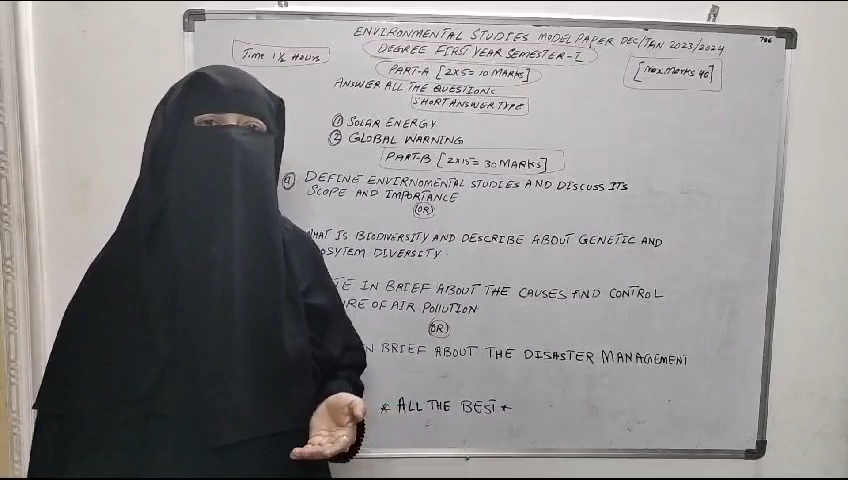 ENVIRONMENTAL STUDIES MODEL PAPER DEC/JAN 2023/2024
706
DEGREE FIRST YEAR SEMESTER-I
Time 1½ Hours
[Max Marks 40]
PART-A [2X5=10 MARKS]
ANSWER ALL THE QUESTIONS
SHORT ANSWER TYPE
① SOLAR ENERGY
② GLOBAL WARNING
PART-B [2X15=30 MARKS]
① DEFINE ENVIRNOMENTAL STUDIES AND DISCUSS ITS
SCOPE AND IMPORTANCE
(OR)
WHAT IS BIODIVERSITY AND DESCRIBE ABOUT GENETIC AND
DIVERSITY
IN BRIEF ABOUT THE CAUSES AND CONTROL
OF AIR POLLUTION
(OR)
IN BRIEF ABOUT THE DISASTER MANAGEMENT
* ALL THE BEST *